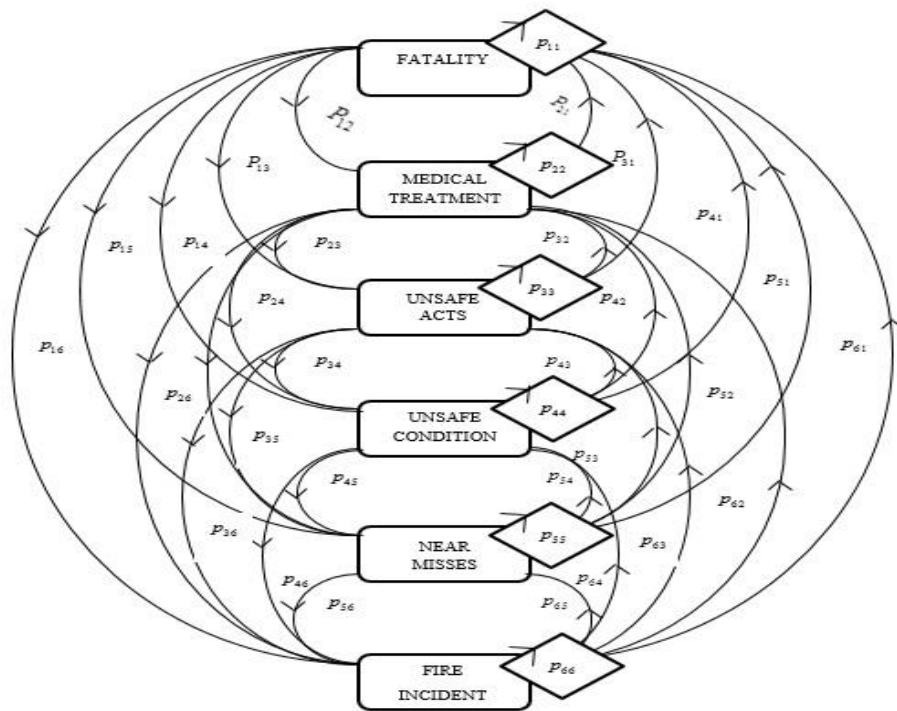 p₁₁
FATALITY
P₁₂
P₂₁
P₁₃
P₃₁
p₂₂
MEDICAL
TREATMENT
p₁₅
p₁₄
p₂₃
p₃₂
p₄₁
p₅₁
p₂₄
p₃₃
p₄₂
UNSAFE
ACTS
p₁₆
p₃₄
p₄₃
p₆₁
p₂₆
p₅₂
p₄₄
UNSAFE
CONDITION
p₃₅
p₄₅
p₅₃
p₅₄
p₆₂
p₃₆
p₅₅
p₆₃
NEAR
MISSES
p₄₆
p₅₆
p₆₅
p₆₄
p₆₆
FIRE
INCIDENT